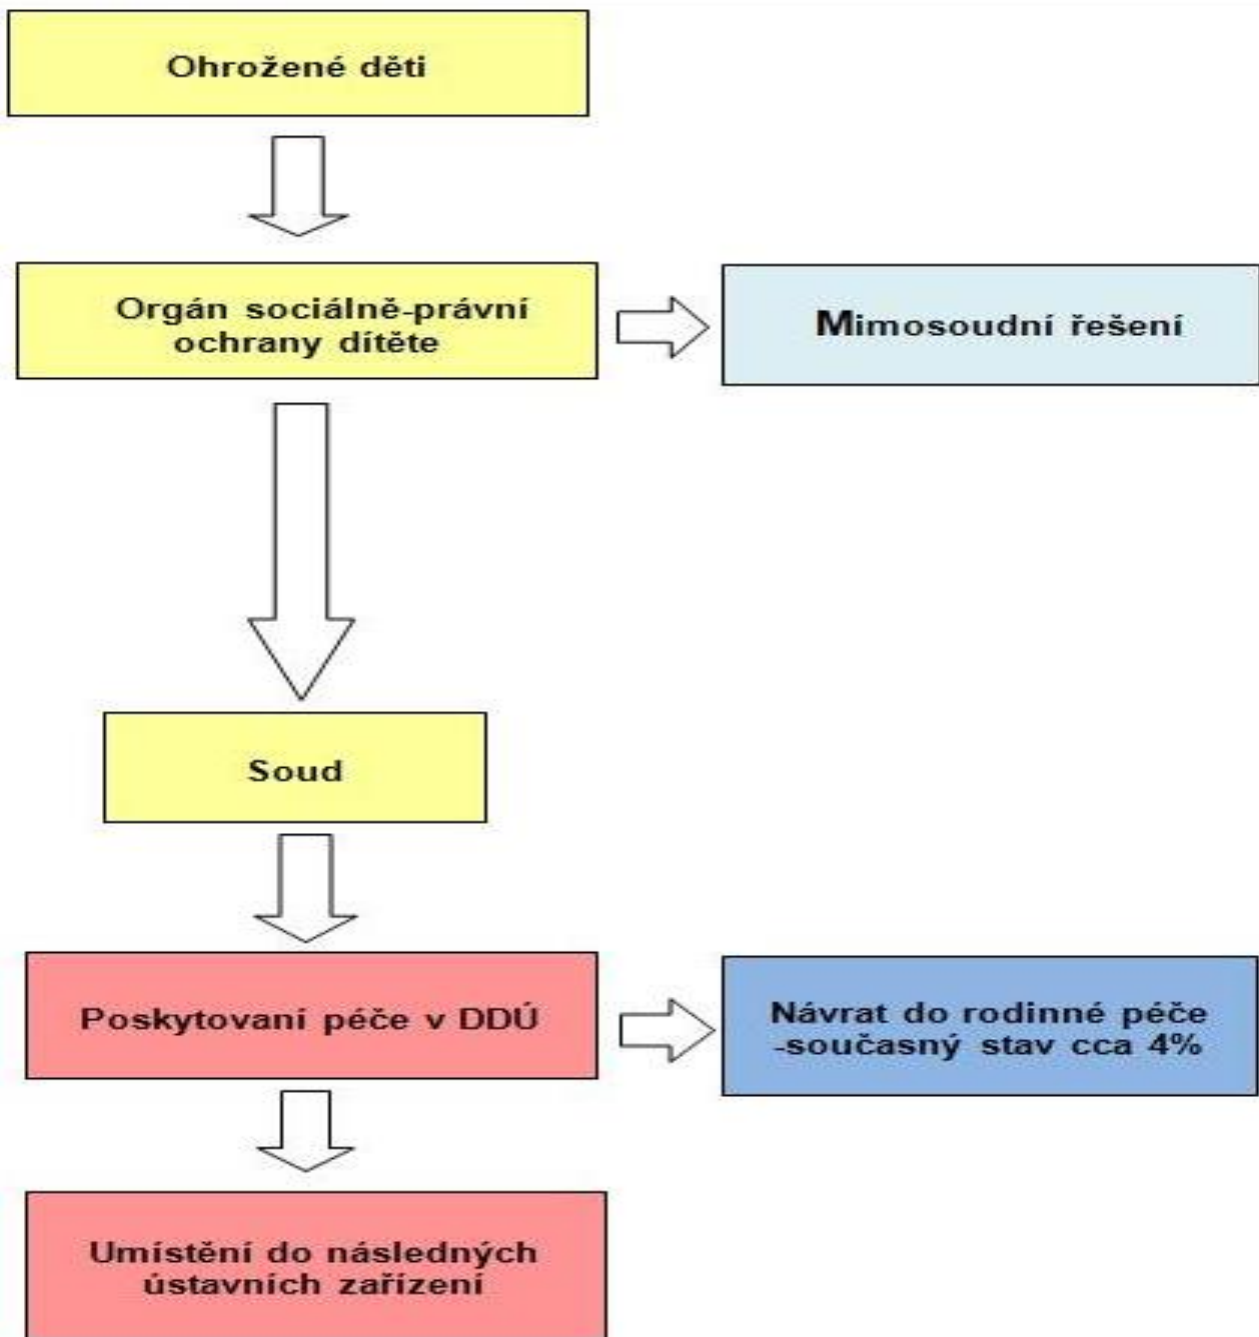 Ohrožené děti
Orgán sociálně-právní
ochrany dítěte
Mimosoudní řešení
Soud
Poskytovaní péče v DDÚ
Návrat do rodinné péče
-současný stav cca 4%
Umístění do následných
ústavních zařízení